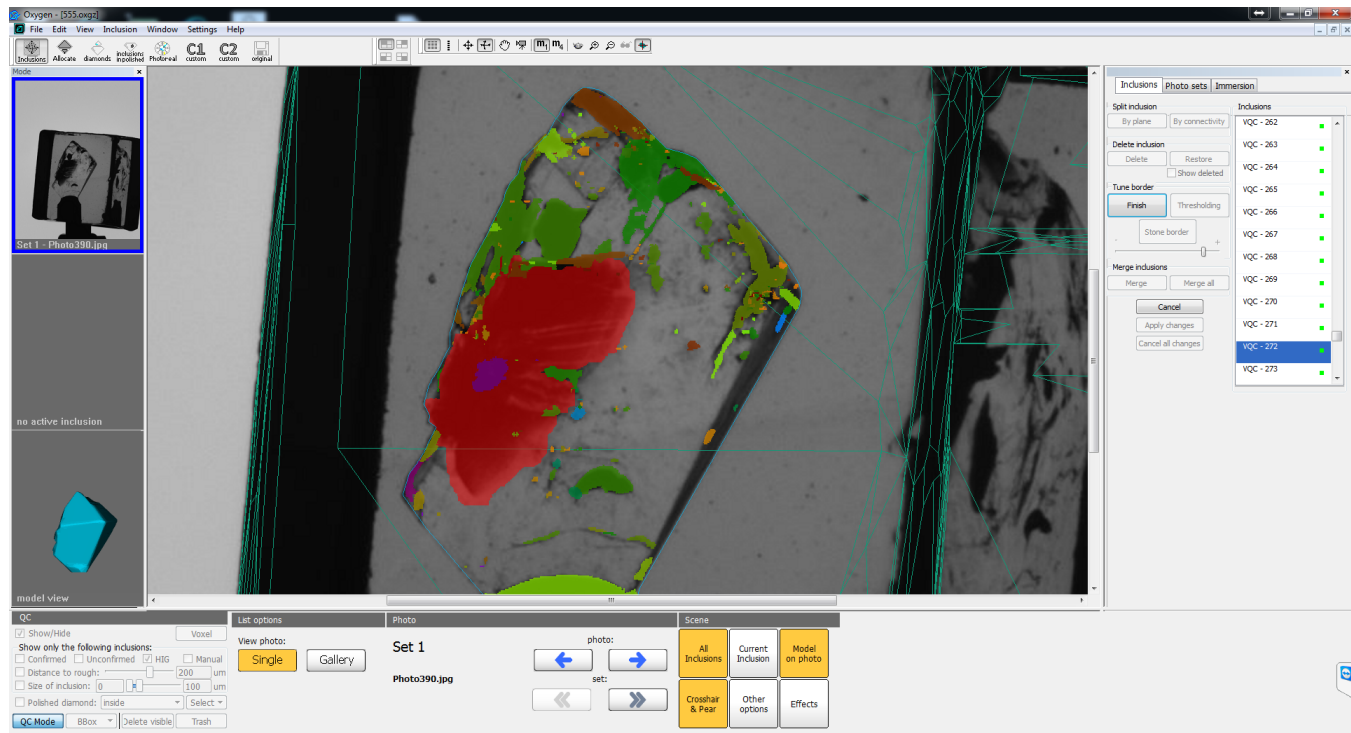 Oxygen - [555.oxgz]
File Edit View Inclusion Window Settings Help
Inclusions Allocate diamonds inclusions inpolished Photoreal C1 custom C2 custom original
m1 m4
Mode
Set 1 - Photo390.jpg
no active inclusion
model view
Inclusions Photo sets Immersion
Split inclusion
By plane By connectivity
Delete inclusion
Delete Restore
Show deleted
Tune border
Finish Thresholding
Stone border
- +
Merge inclusions
Merge Merge all
Cancel
Apply changes
Cancel all changes
Inclusions
VQC - 262
VQC - 263
VQC - 264
VQC - 265
VQC - 266
VQC - 267
VQC - 268
VQC - 269
VQC - 270
VQC - 271
VQC - 272
VQC - 273
QC
Show/Hide Voxel
Show only the following inclusions:
Confirmed Unconfirmed HIG Manual
Distance to rough: 200 um
Size of inclusion: 0 100 um
Polished diamond: inside Select
QC Mode BBox Delete visible Trash
List options
View photo:
Single Gallery
Photo
Set 1
Photo390.jpg
photo:
set:
Scene
All Inclusions
Current Inclusion
Model on photo
Crosshair & Pear
Other options
Effects